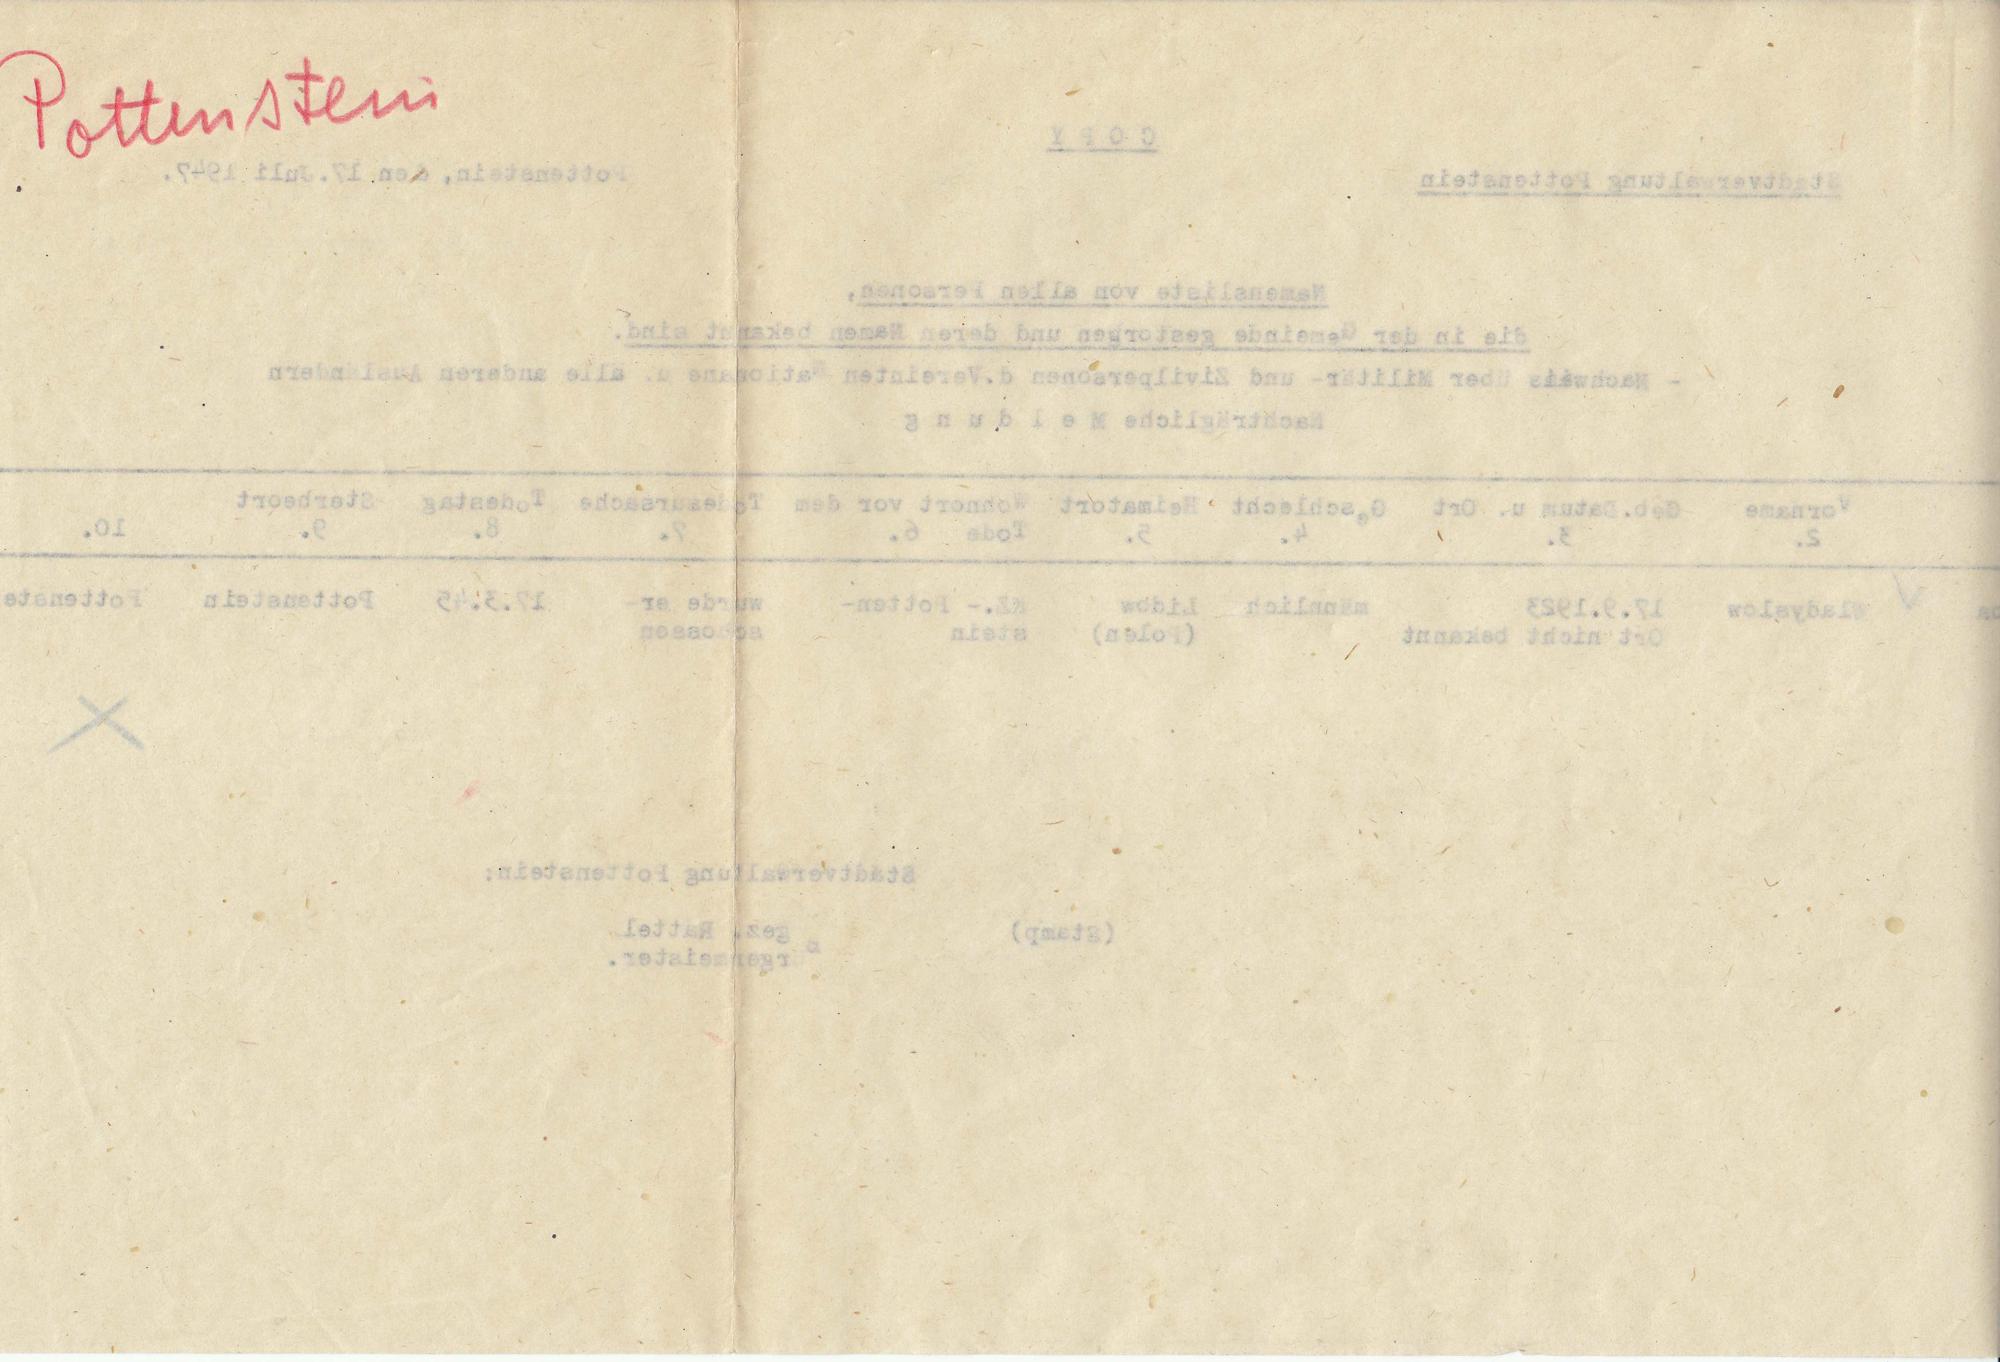 Pottenstein
C O P Y
Stadtverwaltung Pottenstein
Pottenstein, den 17.Juli 1947.
Namensliste von allen Personen,
die in der Gemeinde gestorben und deren Namen bekannt sind.
- Nachweis über Militär- und Zivilpersonen d.Vereinten Nationane u. alle anderen Ausländern
Nachträgliche M e l d u n g
Vorname Geb.Datum u. Ort Geschlecht Heimatort Wohnort vor dem Todesursache Todestag Sterbeort
2. 3. 4. 5. Tode 6. 7. 8. 9. 10.
Wladyslow 17.9.1923 männlich Lidow KZ.- Potten- wurde er- 17.3.45 Pottenstein Pottenste
Ort nicht bekannt (Polen) stein schossen
Stadtverwaltung Pottenstein:
(Stamp) gez. Rattel
Bürgermeister.